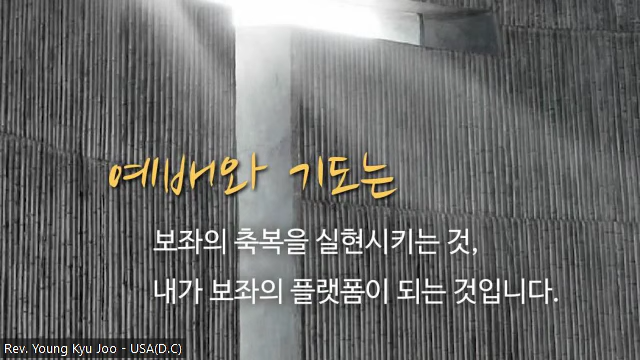 예배와 기도는
보좌의 축복을 실현시키는 것,
내가 보좌의 플랫폼이 되는 것입니다.
Rev. Young Kyu Joo - USA(D.C)